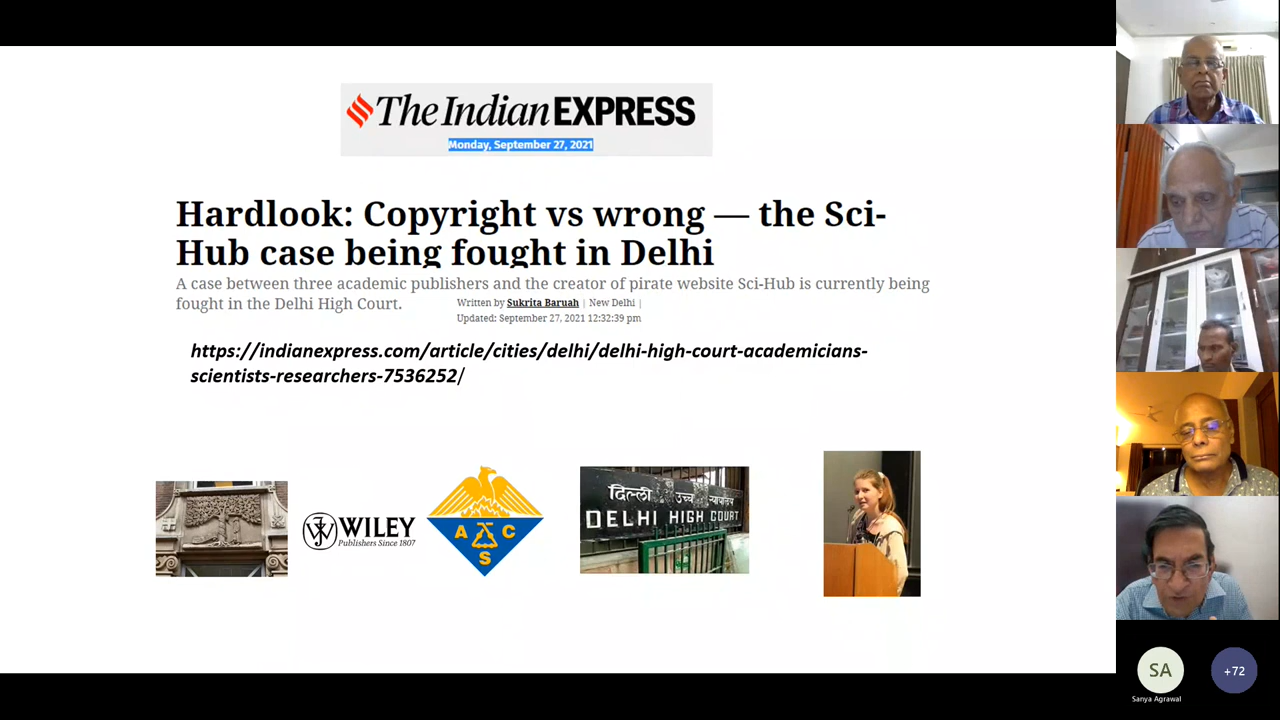 The Indian EXPRESS
Monday, September 27, 2021
Hardlook: Copyright vs wrong — the Sci-
Hub case being fought in Delhi
A case between three academic publishers and the creator of pirate website Sci-Hub is currently being
fought in the Delhi High Court.
Written by Sukrita Baruah | New Delhi |
Updated: September 27, 2021 12:32:39 pm
https://indianexpress.com/article/cities/delhi/delhi-high-court-academicians-
scientists-researchers-7536252/
WILEY
Publishers Since 1807
A C
S
दिल्ली उच्च न्यायालय
DELHI HIGH COURT
SA
+72
Sanya Agrawal